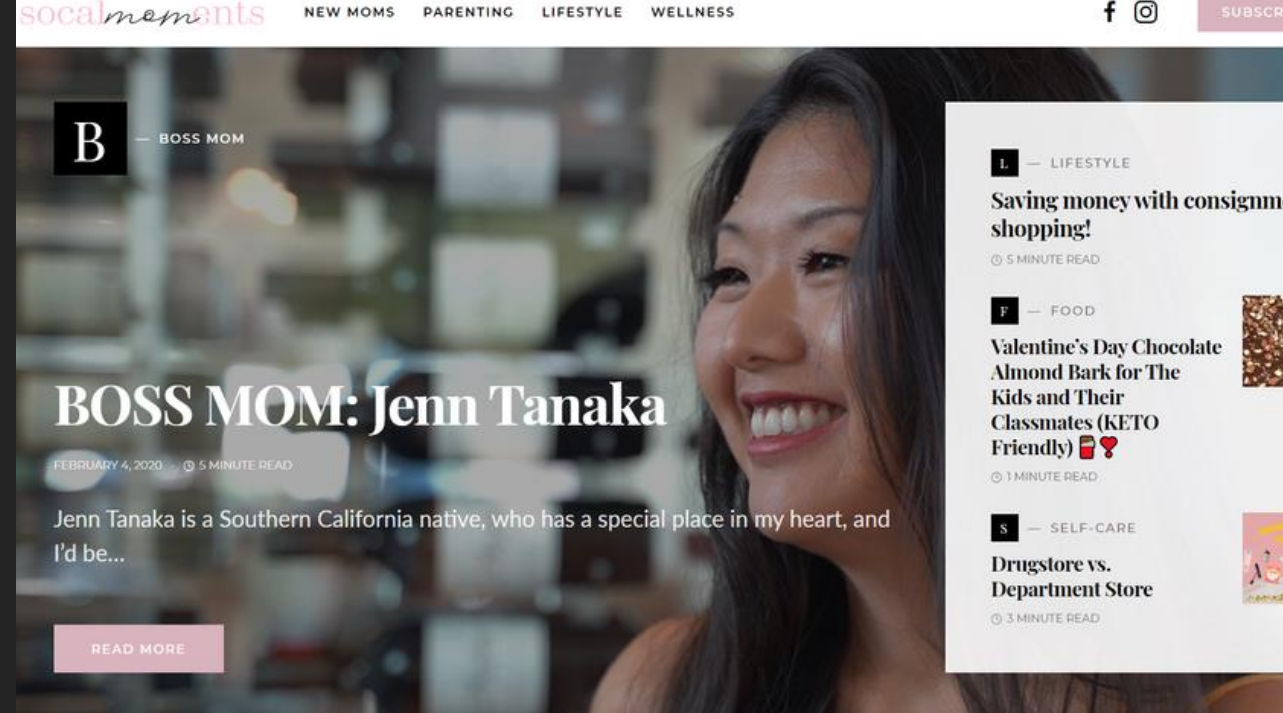 socalmoments
NEW MOMS PARENTING LIFESTYLE WELLNESS
B — BOSS MOM
BOSS MOM: Jenn Tanaka
FEBRUARY 4, 2020 · 5 MINUTE READ
Jenn Tanaka is a Southern California native, who has a special place in my heart, and
I'd be...
READ MORE
L — LIFESTYLE
Saving money with
shopping!
5 MINUTE READ
F — FOOD
Valentine's Day Chocolate
Almond Bark for The
Kids and Their
Classmates (KETO
Friendly) 🥫❣️
1 MINUTE READ
S — SELF-CARE
Drugstore vs.
Department Store
3 MINUTE READ